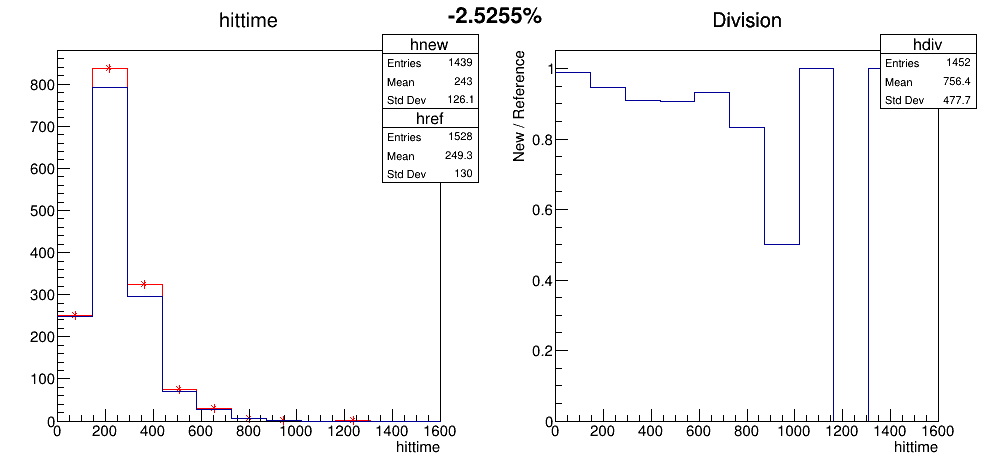 -2.5255%
hittime
hnew
Entries 1439
Mean 243
Std Dev 126.1
href
Entries 1528
Mean 249.3
Std Dev 130
800
700
600
500
400
300
200
100
0
0 200 400 600 800 1000 1200 1400 1600
hittime
Division
hdiv
Entries 1452
Mean 756.4
Std Dev 477.7
New / Reference
1
0.8
0.6
0.4
0.2
0
0 200 400 600 800 1000 1200 1400 1600
hittime